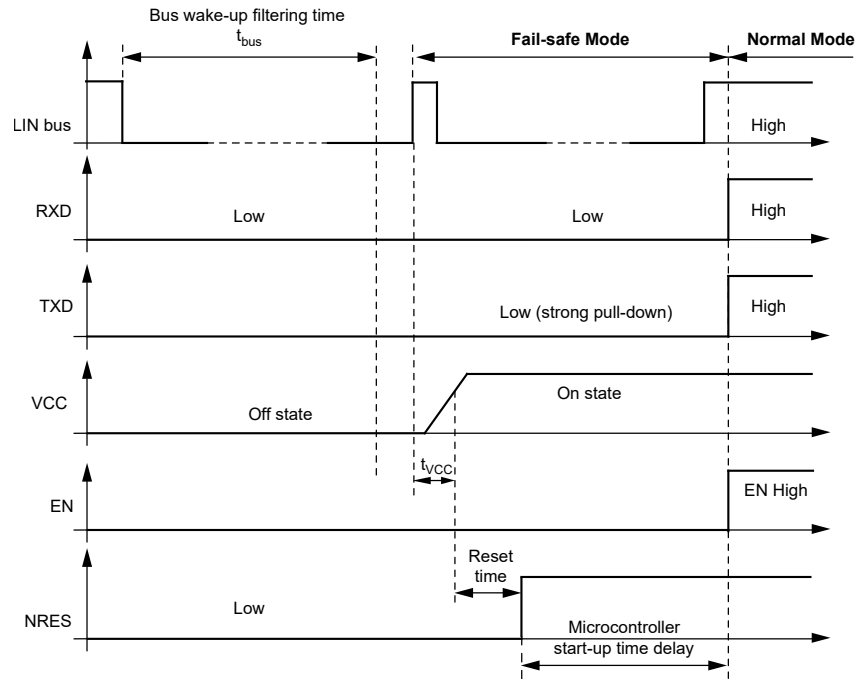 Bus wake-up filtering time
tbus
Fail-safe Mode
Normal Mode
LIN bus
High
RXD
Low
Low
High
TXD
Low (strong pull-down)
High
VCC
Off state
On state
tVCC
EN
EN High
Reset
time
NRES
Low
Microcontroller
start-up time delay